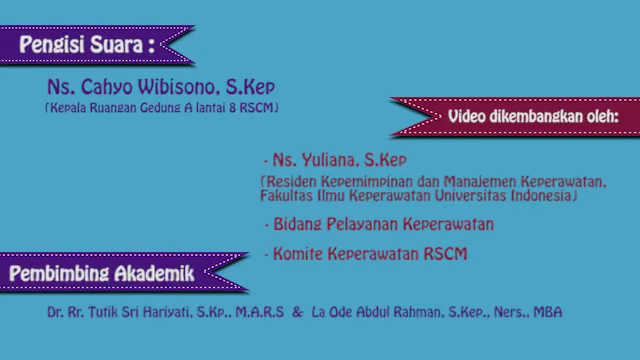 Pengisi Suara :
Ns. Cahyo Wibisono, S.Kep
(Kepala Ruangan Gedung A lantai 8 RSCM)
Video dikembangkan oleh:
- Ns. Yuliana, S.Kep
(Residen Kepemimpinan dan Manajemen Keperawatan,
Fakultas Ilmu Keperawatan Universitas Indonesia)
- Bidang Pelayanan Keperawatan
- Komite Keperawatan RSCM
Pembimbing Akademik
Dr. Rr. Tutik Sri Hariyati, S.Kp., M.A.R.S & La Ode Abdul Rahman, S.Kep., Ners., MBA